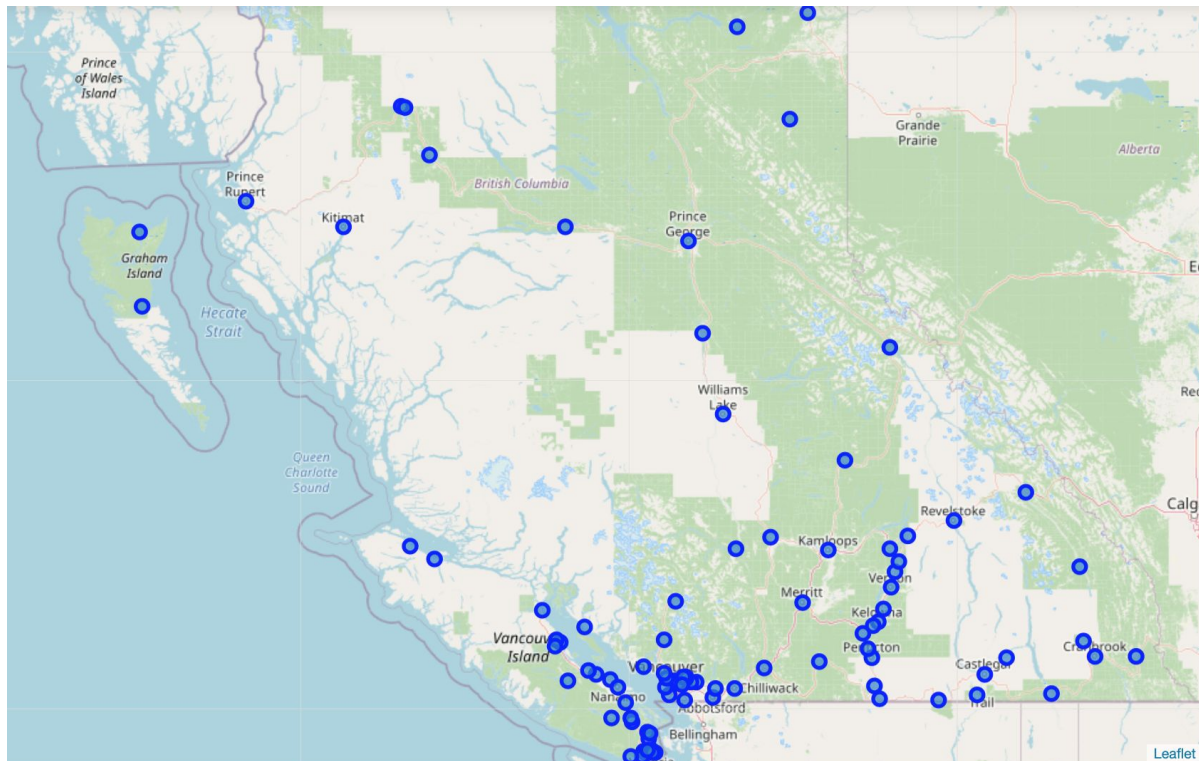 Prince
of Wales
Island
Grande
Prairie
Alberta
Prince
Rupert
British Columbia
Kitimat
Prince
George
Graham
Island
Hecate
Strait
Williams
Lake
Queen
Charlotte
Sound
Revelstoke
Calg
Kamloops
Vernon
Merritt
Kelowna
Vancouv
Island
Vancouver
Penticton
Cranbrook
Castlegar
Nanaimo
Chilliwack
Abbotsford
Trail
Bellingham
Leaflet